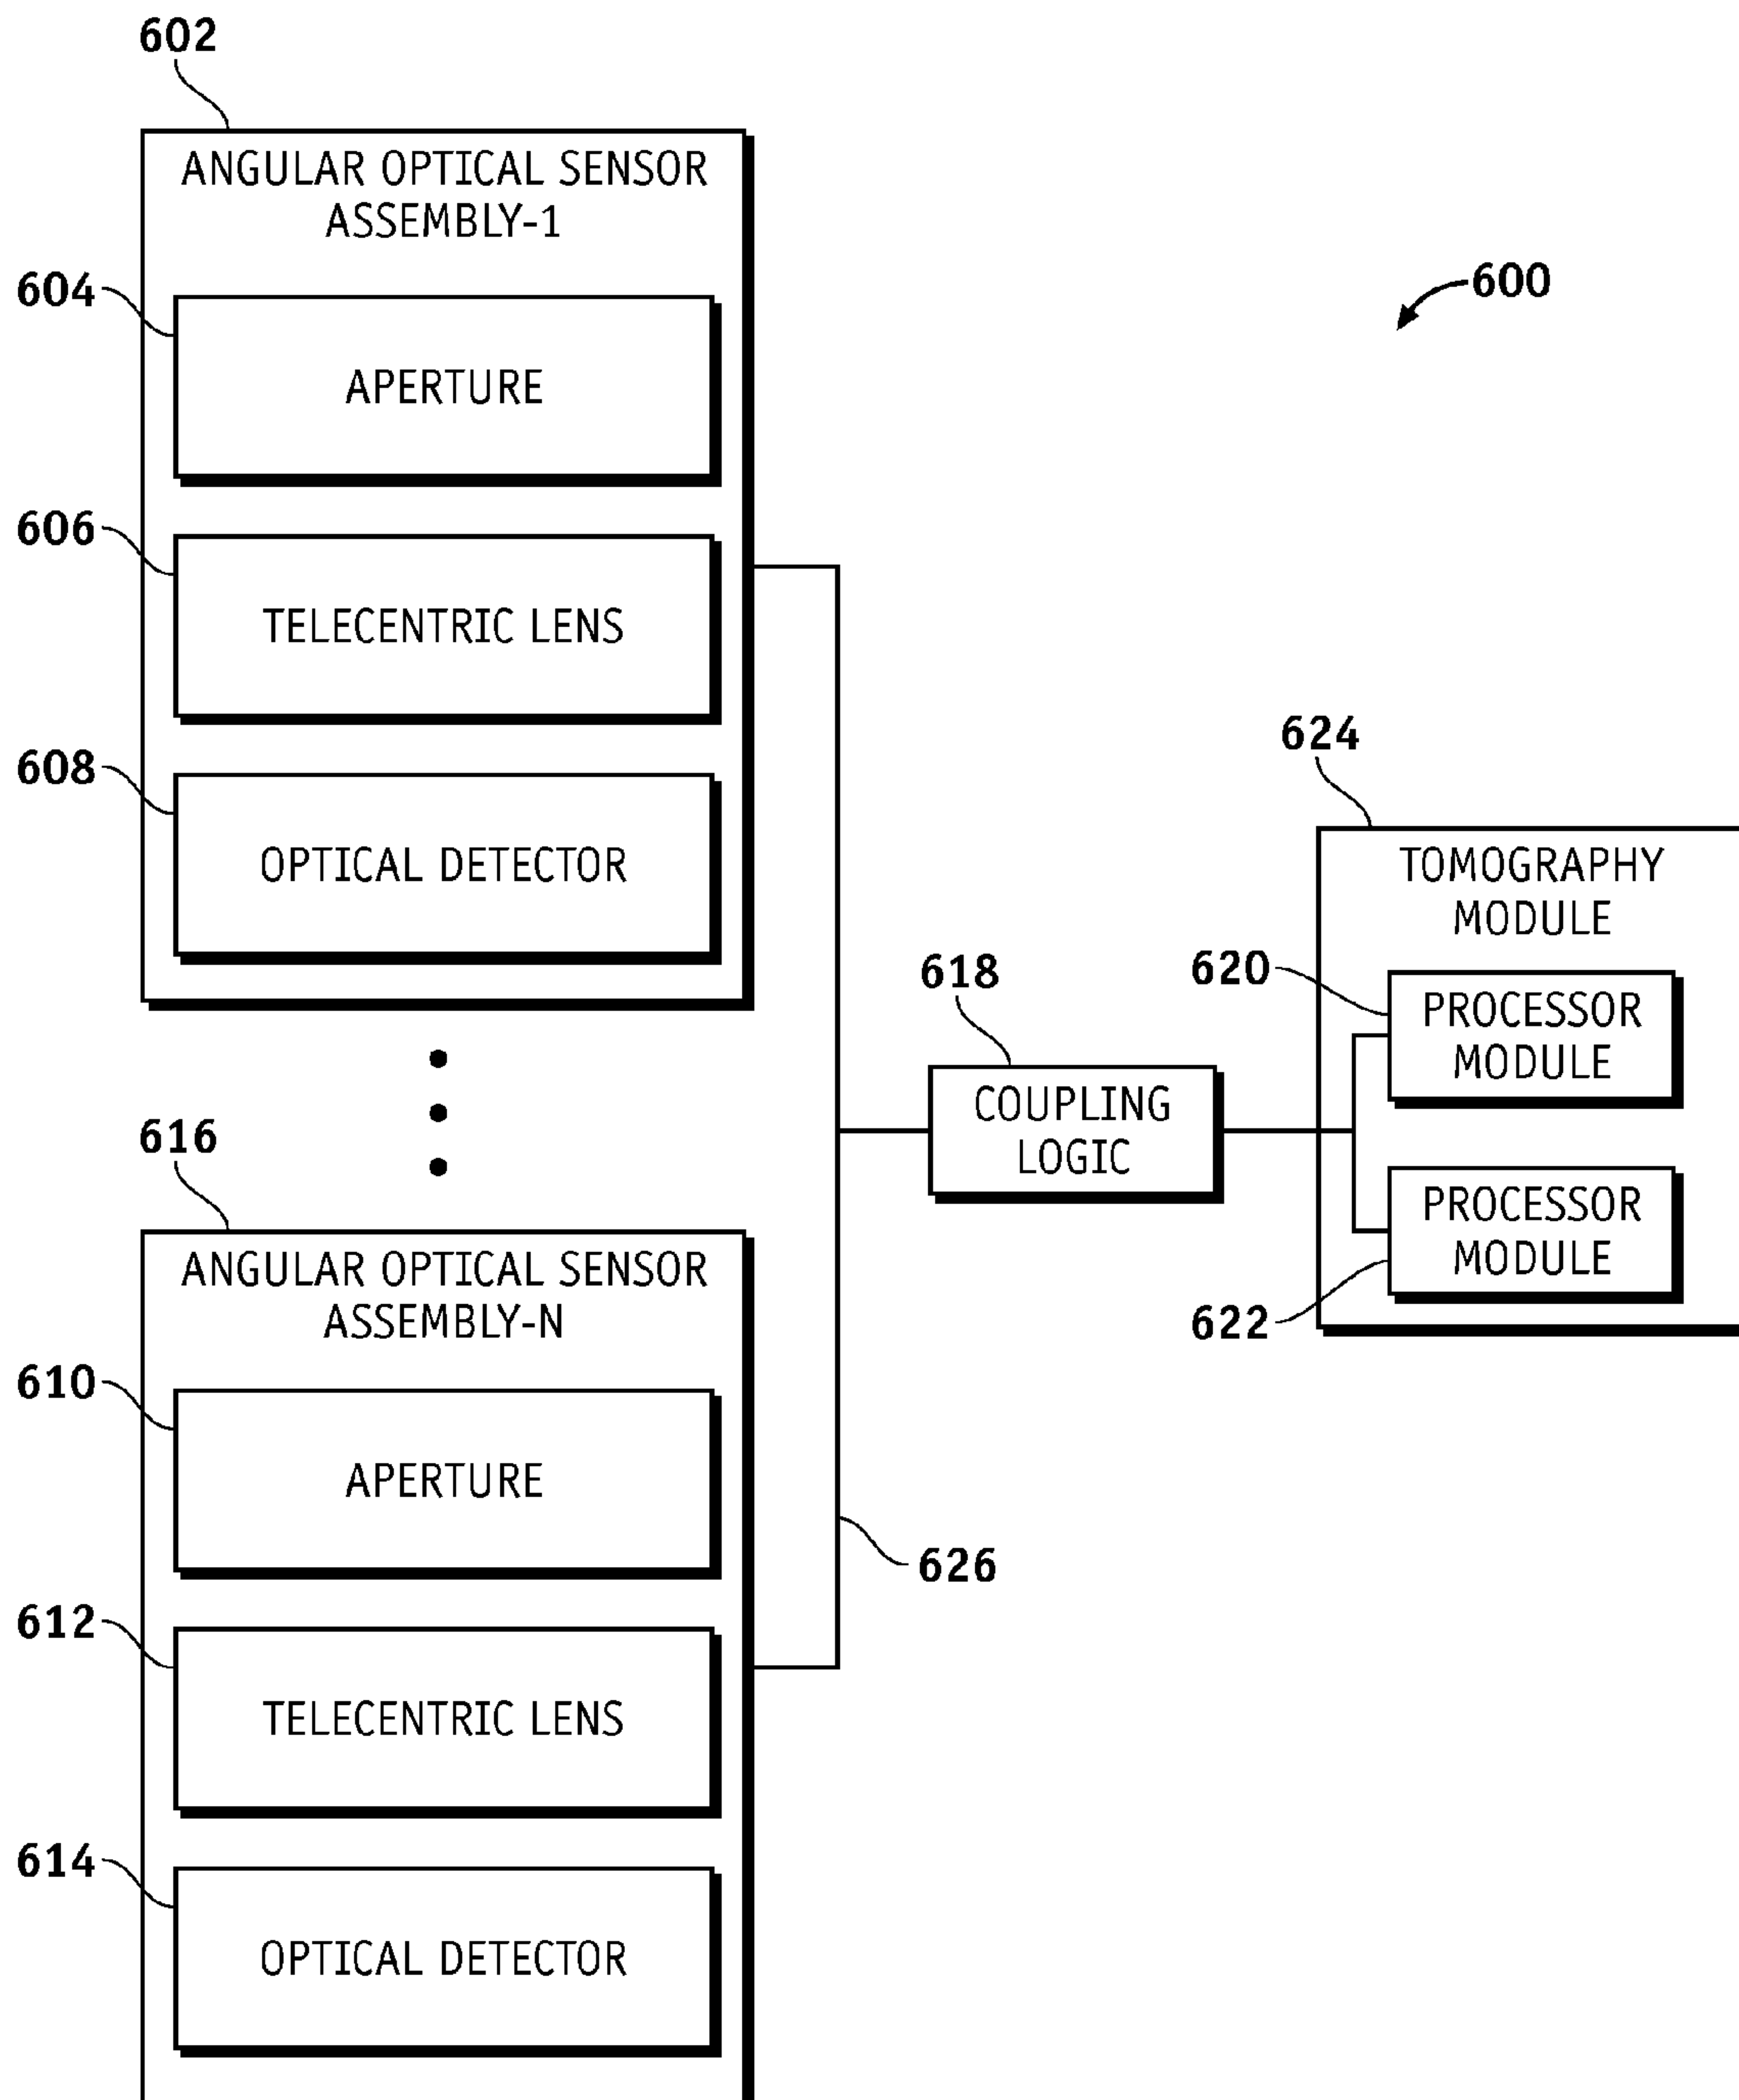 602
ANGULAR OPTICAL SENSOR
ASSEMBLY-1
600
604
APERTURE
606
TELECENTRIC LENS
608
OPTICAL DETECTOR
624
TOMOGRAPHY
MODULE
620
PROCESSOR
MODULE
618
COUPLING
LOGIC
PROCESSOR
MODULE
622
616
ANGULAR OPTICAL SENSOR
ASSEMBLY-N
610
APERTURE
626
612
TELECENTRIC LENS
614
OPTICAL DETECTOR